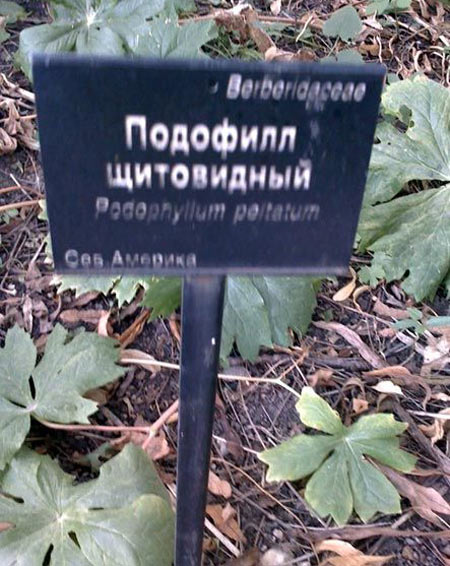 Berberidaceae
Подофилл
щитовидный
Podophyllum peltatum
Сев.Америка